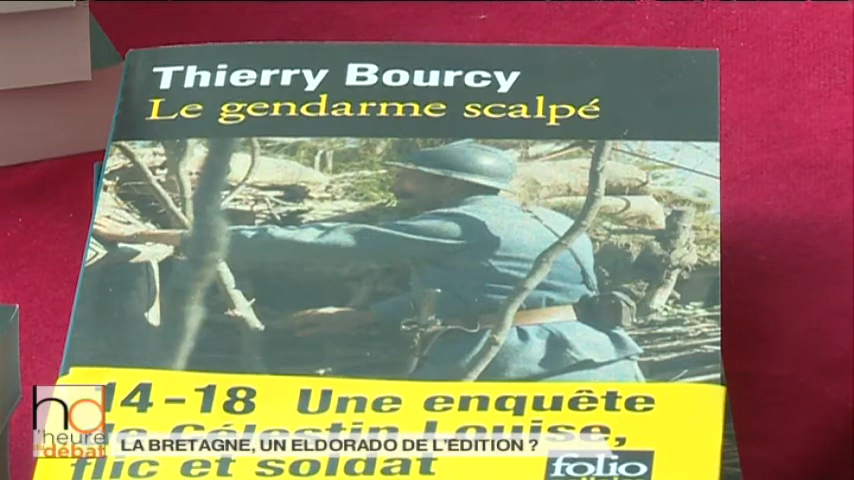 Thierry Bourcy
Le gendarme scalpé
14-18 Une enquête
de Célestin Louise,
flic et soldat
folio
hd
l'heure
débat
LA BRETAGNE, UN ELDORADO DE L'EDITION ?